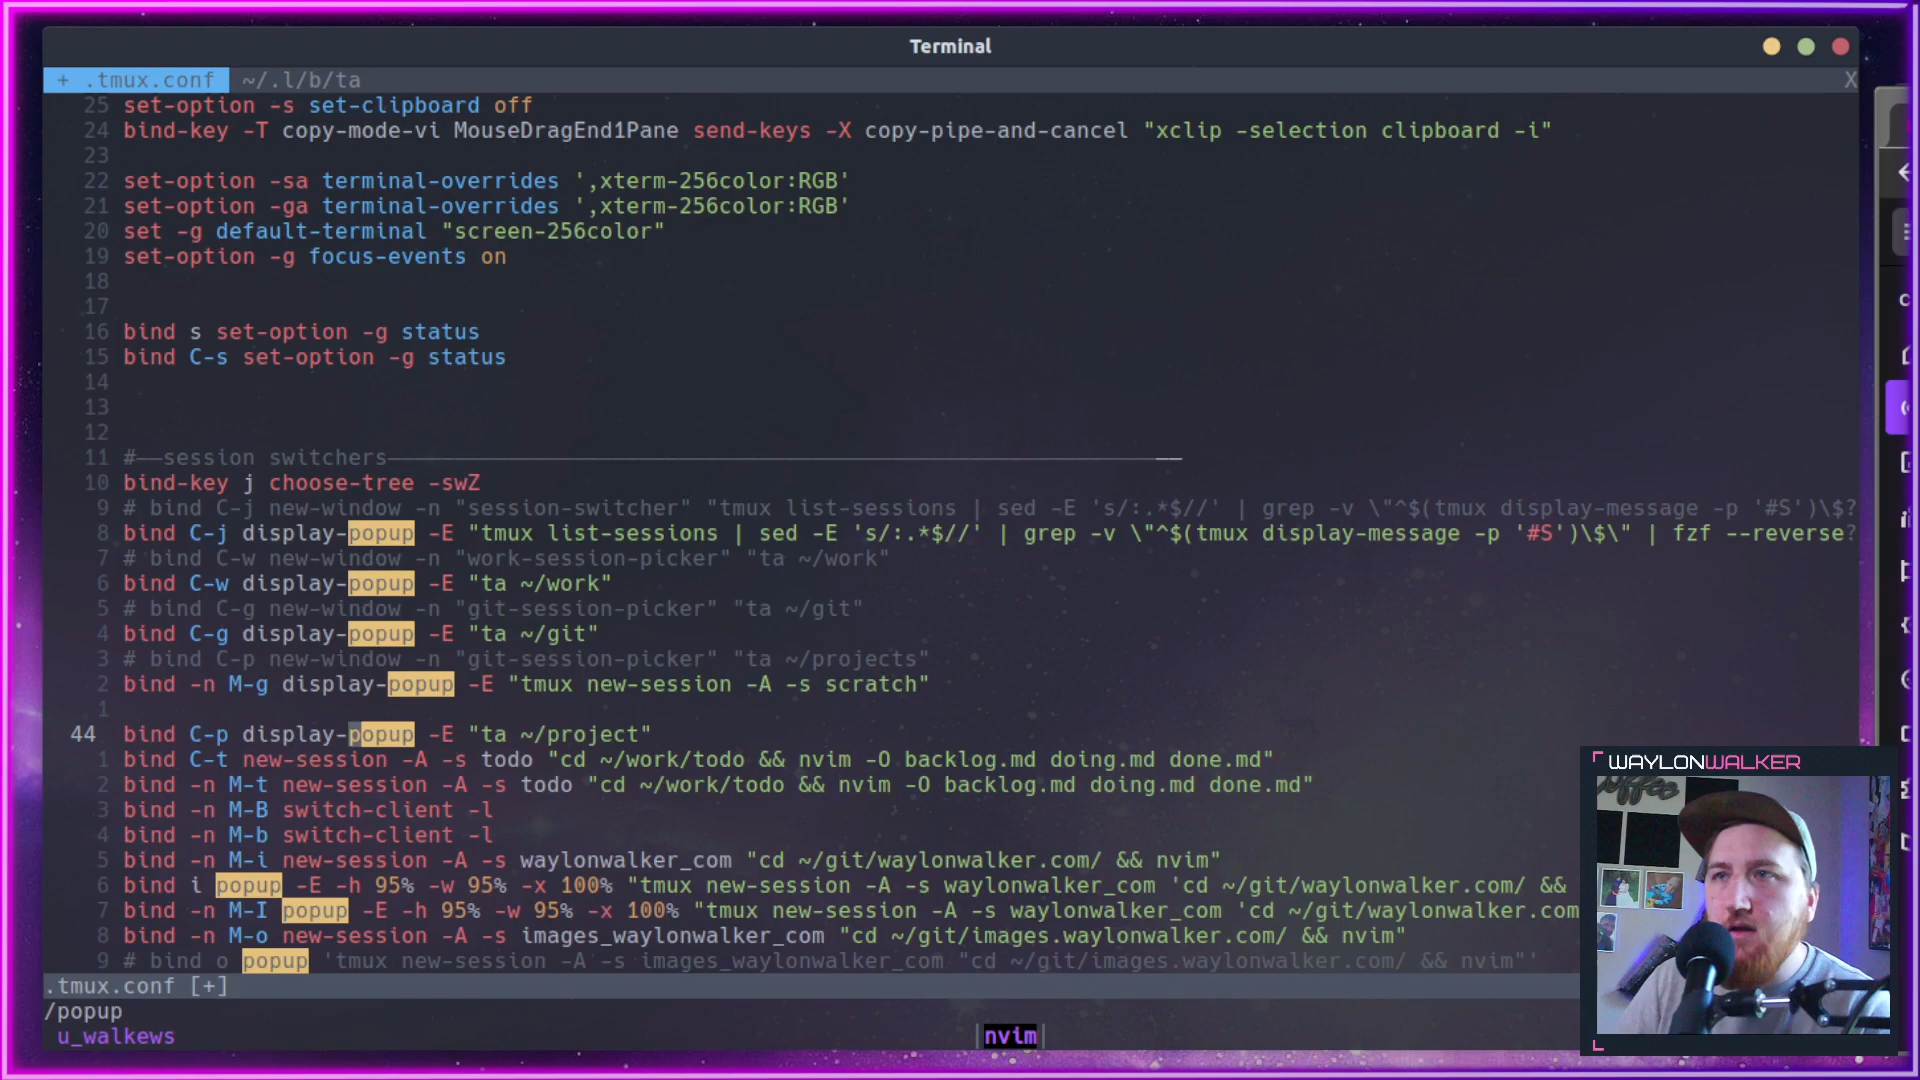 Terminal
+ .tmux.conf ~/.l/b/ta X
25 set-option -s set-clipboard off
24 bind-key -T copy-mode-vi MouseDragEnd1Pane send-keys -X copy-pipe-and-cancel "xclip -selection clipboard -i"
23
22 set-option -sa terminal-overrides ',xterm-256color:RGB'
21 set-option -ga terminal-overrides ',xterm-256color:RGB'
20 set -g default-terminal "screen-256color"
19 set-option -g focus-events on
18
17
16 bind s set-option -g status
15 bind C-s set-option -g status
14
13
12
11 #──session switchers──────────────────────────────────────────────────────────
10 bind-key j choose-tree -swZ
9 # bind C-j new-window -n "session-switcher" "tmux list-sessions | sed -E 's/:.*$//' | grep -v \"^$(tmux display-message -p '#S')\$?
8 bind C-j display-popup -E "tmux list-sessions | sed -E 's/:.*$//' | grep -v \"^$(tmux display-message -p '#S')\$\" | fzf --reverse?
7 # bind C-w new-window -n "work-session-picker" "ta ~/work"
6 bind C-w display-popup -E "ta ~/work"
5 # bind C-g new-window -n "git-session-picker" "ta ~/git"
4 bind C-g display-popup -E "ta ~/git"
3 # bind C-p new-window -n "git-session-picker" "ta ~/projects"
2 bind -n M-g display-popup -E "tmux new-session -A -s scratch"
1
44 bind C-p display-popup -E "ta ~/project"
1 bind C-t new-session -A -s todo "cd ~/work/todo && nvim -O backlog.md doing.md done.md"
2 bind -n M-t new-session -A -s todo "cd ~/work/todo && nvim -O backlog.md doing.md done.md"
3 bind -n M-B switch-client -l
4 bind -n M-b switch-client -l
5 bind -n M-i new-session -A -s waylonwalker_com "cd ~/git/waylonwalker.com/ && nvim"
6 bind i popup -E -h 95% -w 95% -x 100% "tmux new-session -A -s waylonwalker_com 'cd ~/git/waylonwalker.com/ &&
7 bind -n M-I popup -E -h 95% -w 95% -x 100% "tmux new-session -A -s waylonwalker_com 'cd ~/git/waylonwalker.com
8 bind -n M-o new-session -A -s images_waylonwalker_com "cd ~/git/images.waylonwalker.com/ && nvim"
9 # bind o popup 'tmux new-session -A -s images_waylonwalker_com "cd ~/git/images.waylonwalker.com/ && nvim"'
.tmux.conf [+]
/popup
u_walkews |nvim|
WAYLONWALKER